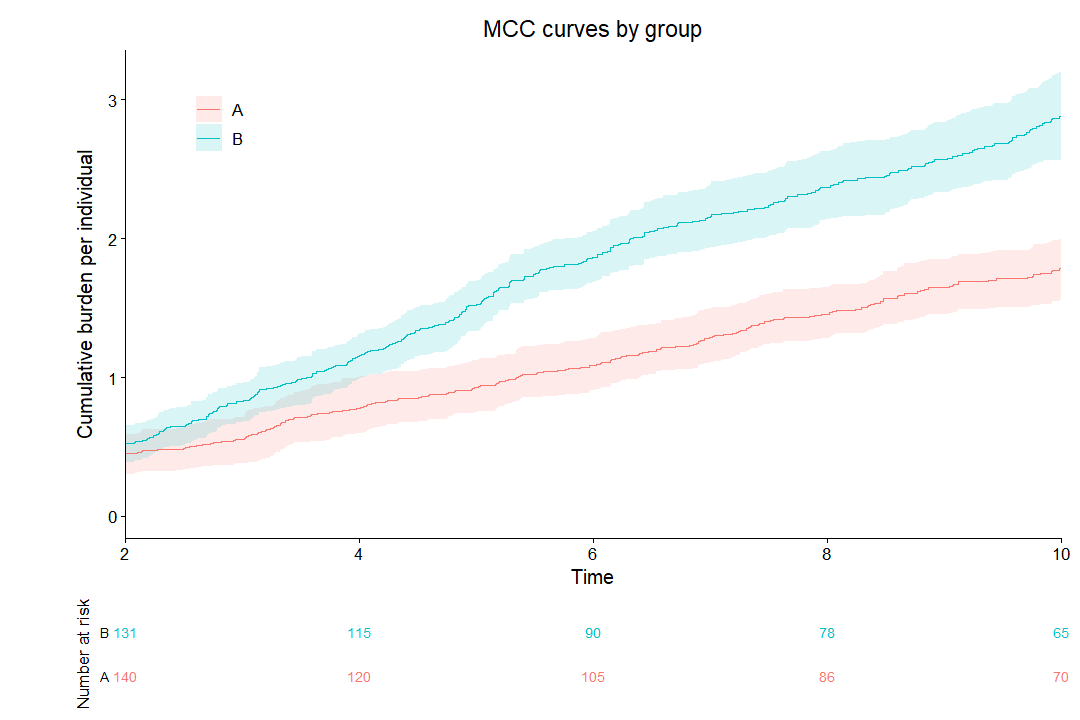 MCC curves by group
Cumulative burden per individual
3
2
1
0
A
B
2 4 6 8 10
Time
Number at risk
B 131 115 90 78 65
A 140 120 105 86 70